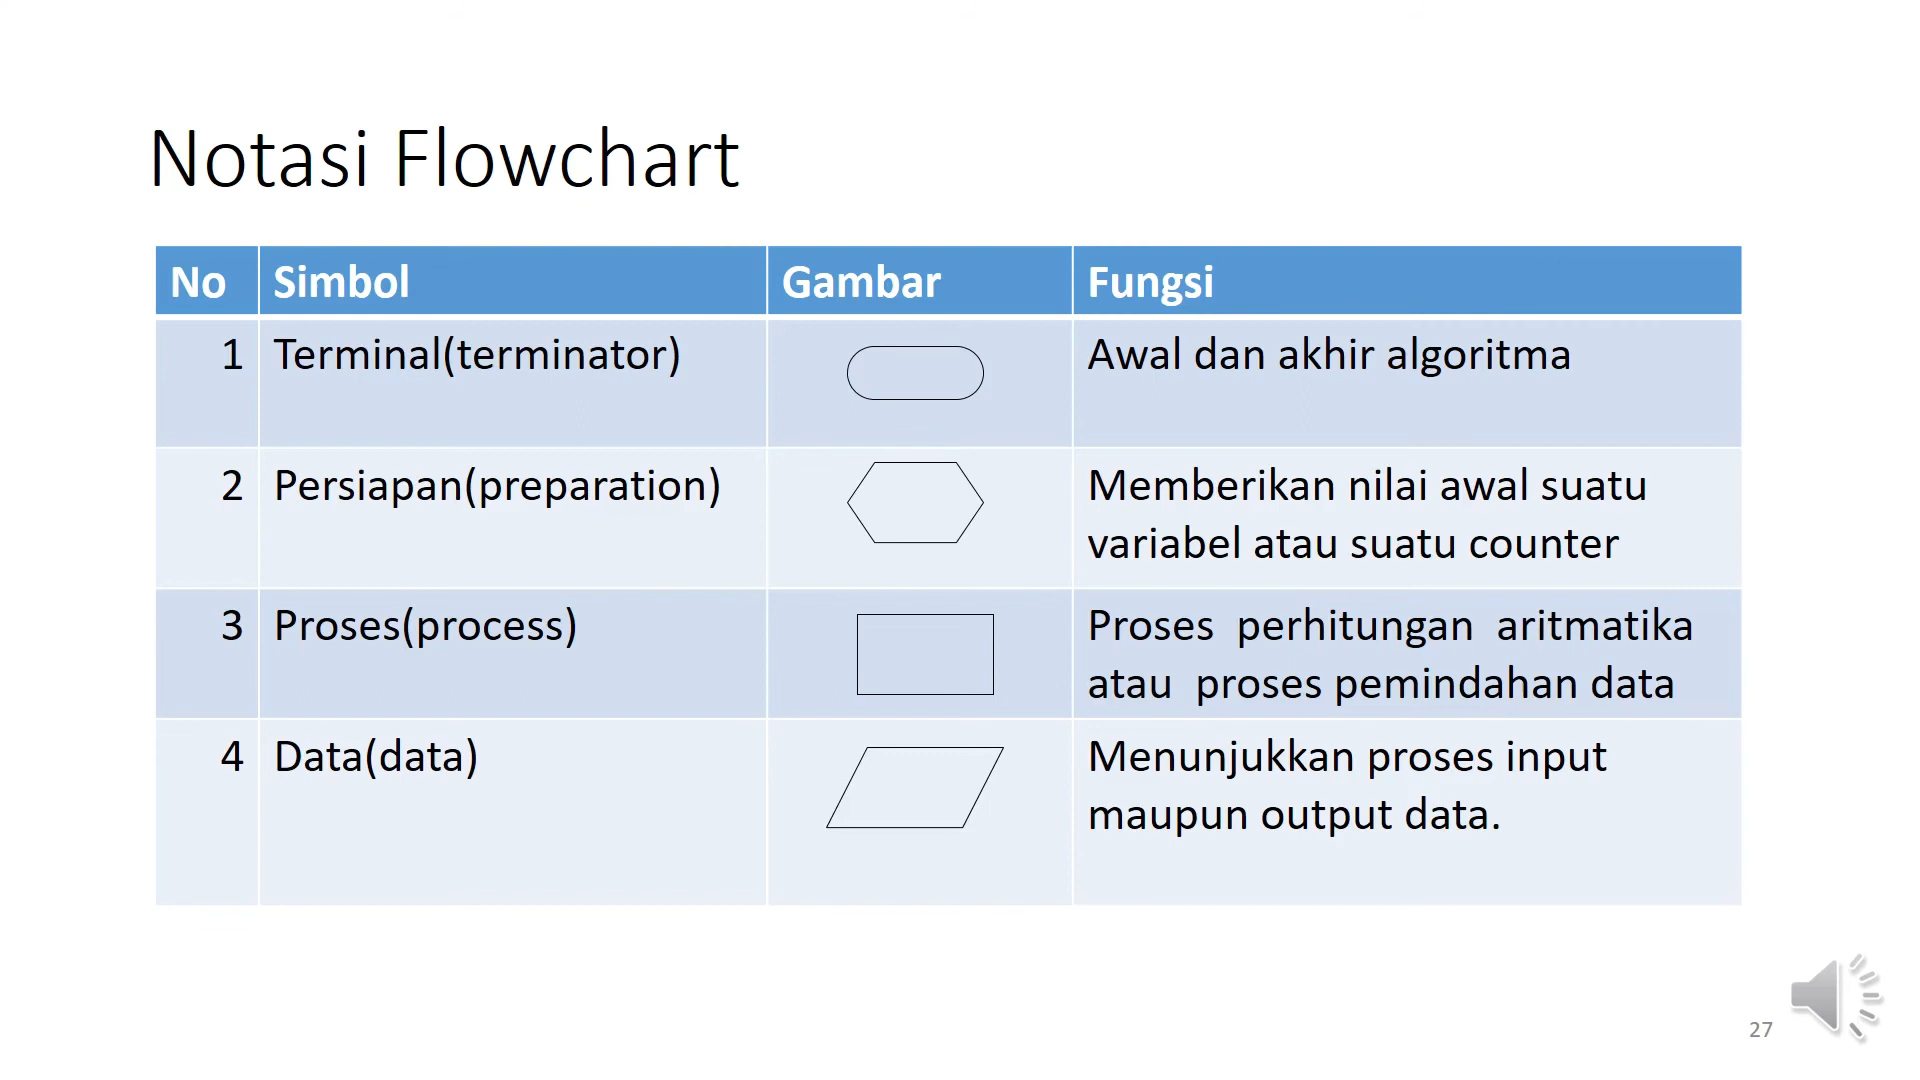 Notasi Flowchart
No Simbol Gambar Fungsi
1 Terminal(terminator) Awal dan akhir algoritma
2 Persiapan(preparation) Memberikan nilai awal suatu
variabel atau suatu counter
3 Proses(process) Proses perhitungan aritmatika
atau proses pemindahan data
4 Data(data) Menunjukkan proses input
maupun output data.
27